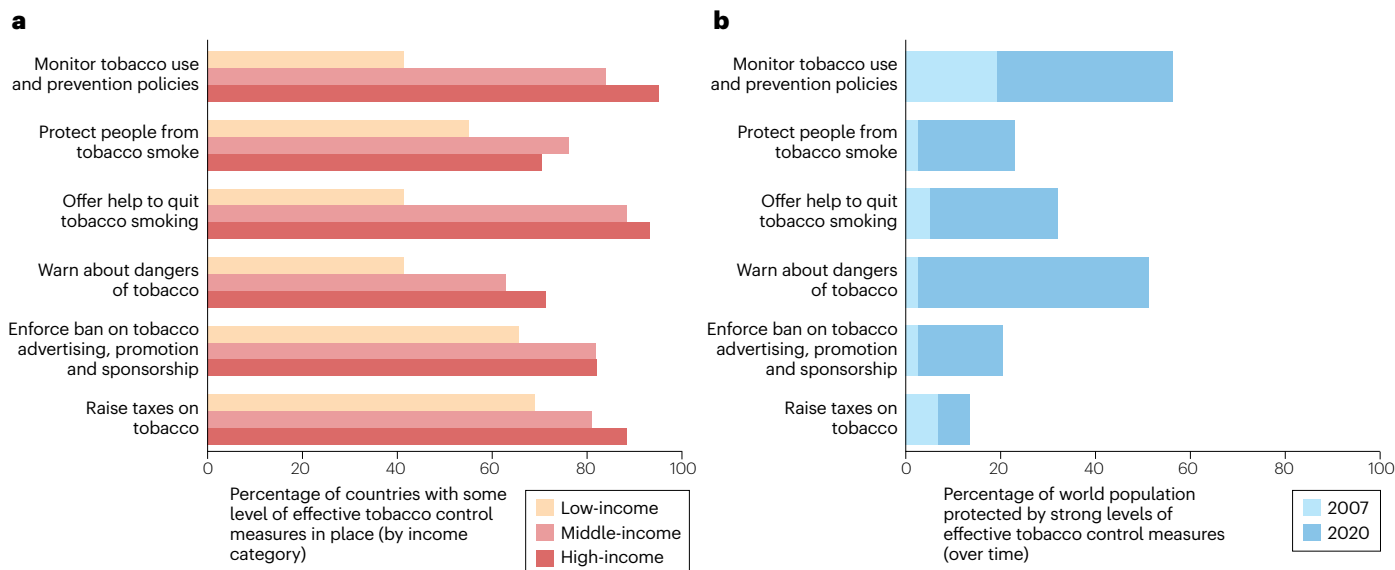 a
Monitor tobacco use
and prevention policies
Protect people from
tobacco smoke
Offer help to quit
tobacco smoking
Warn about dangers
of tobacco
Enforce ban on tobacco
advertising, promotion
and sponsorship
Raise taxes on
tobacco
0 20 40 60 80 100
Percentage of countries with some
level of effective tobacco control
measures in place (by income
category)
Low-income
Middle-income
High-income
b
Monitor tobacco use
and prevention policies
Protect people from
tobacco smoke
Offer help to quit
tobacco smoking
Warn about dangers
of tobacco
Enforce ban on tobacco
advertising, promotion
and sponsorship
Raise taxes on
tobacco
0 20 40 60 80 100
Percentage of world population
protected by strong levels of
effective tobacco control measures
(over time)
2007
2020